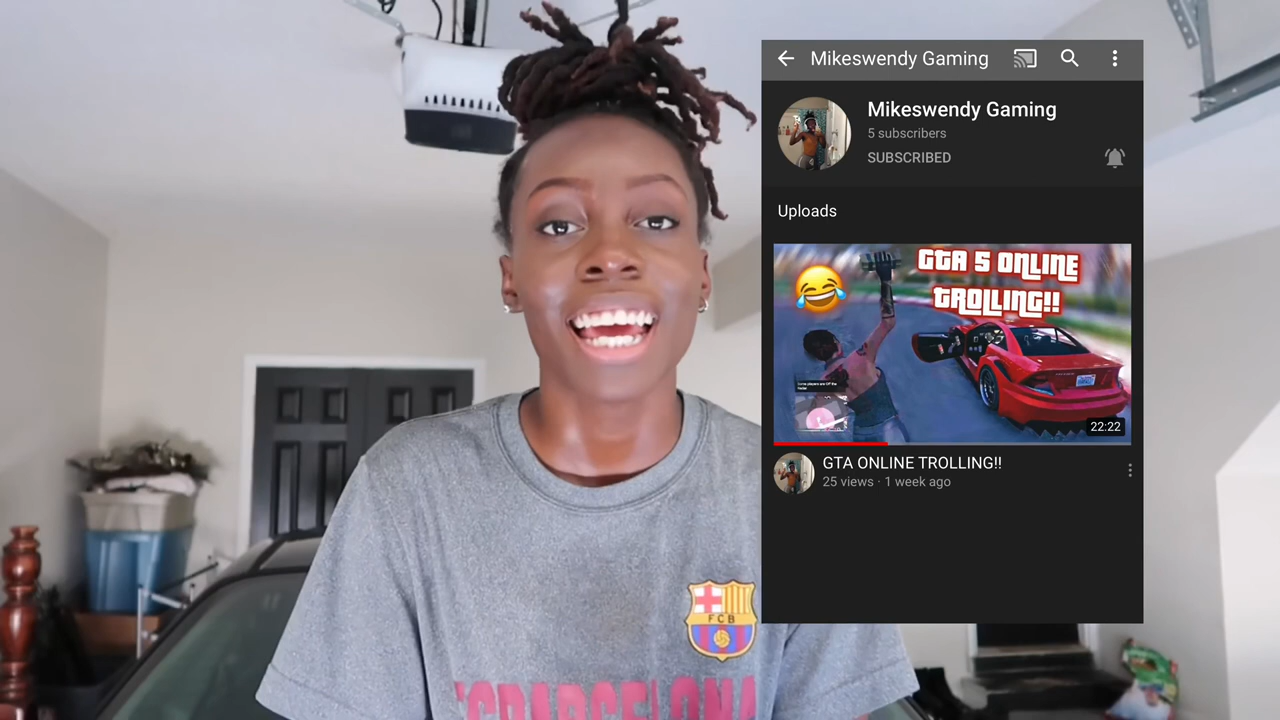 Mikeswendy Gaming
Mikeswendy Gaming
5 subscribers
SUBSCRIBED
Uploads
GTA 5 ONLINE
TROLLING!!
22:22
GTA ONLINE TROLLING!!
25 views · 1 week ago
FCB
FCBARCELONA